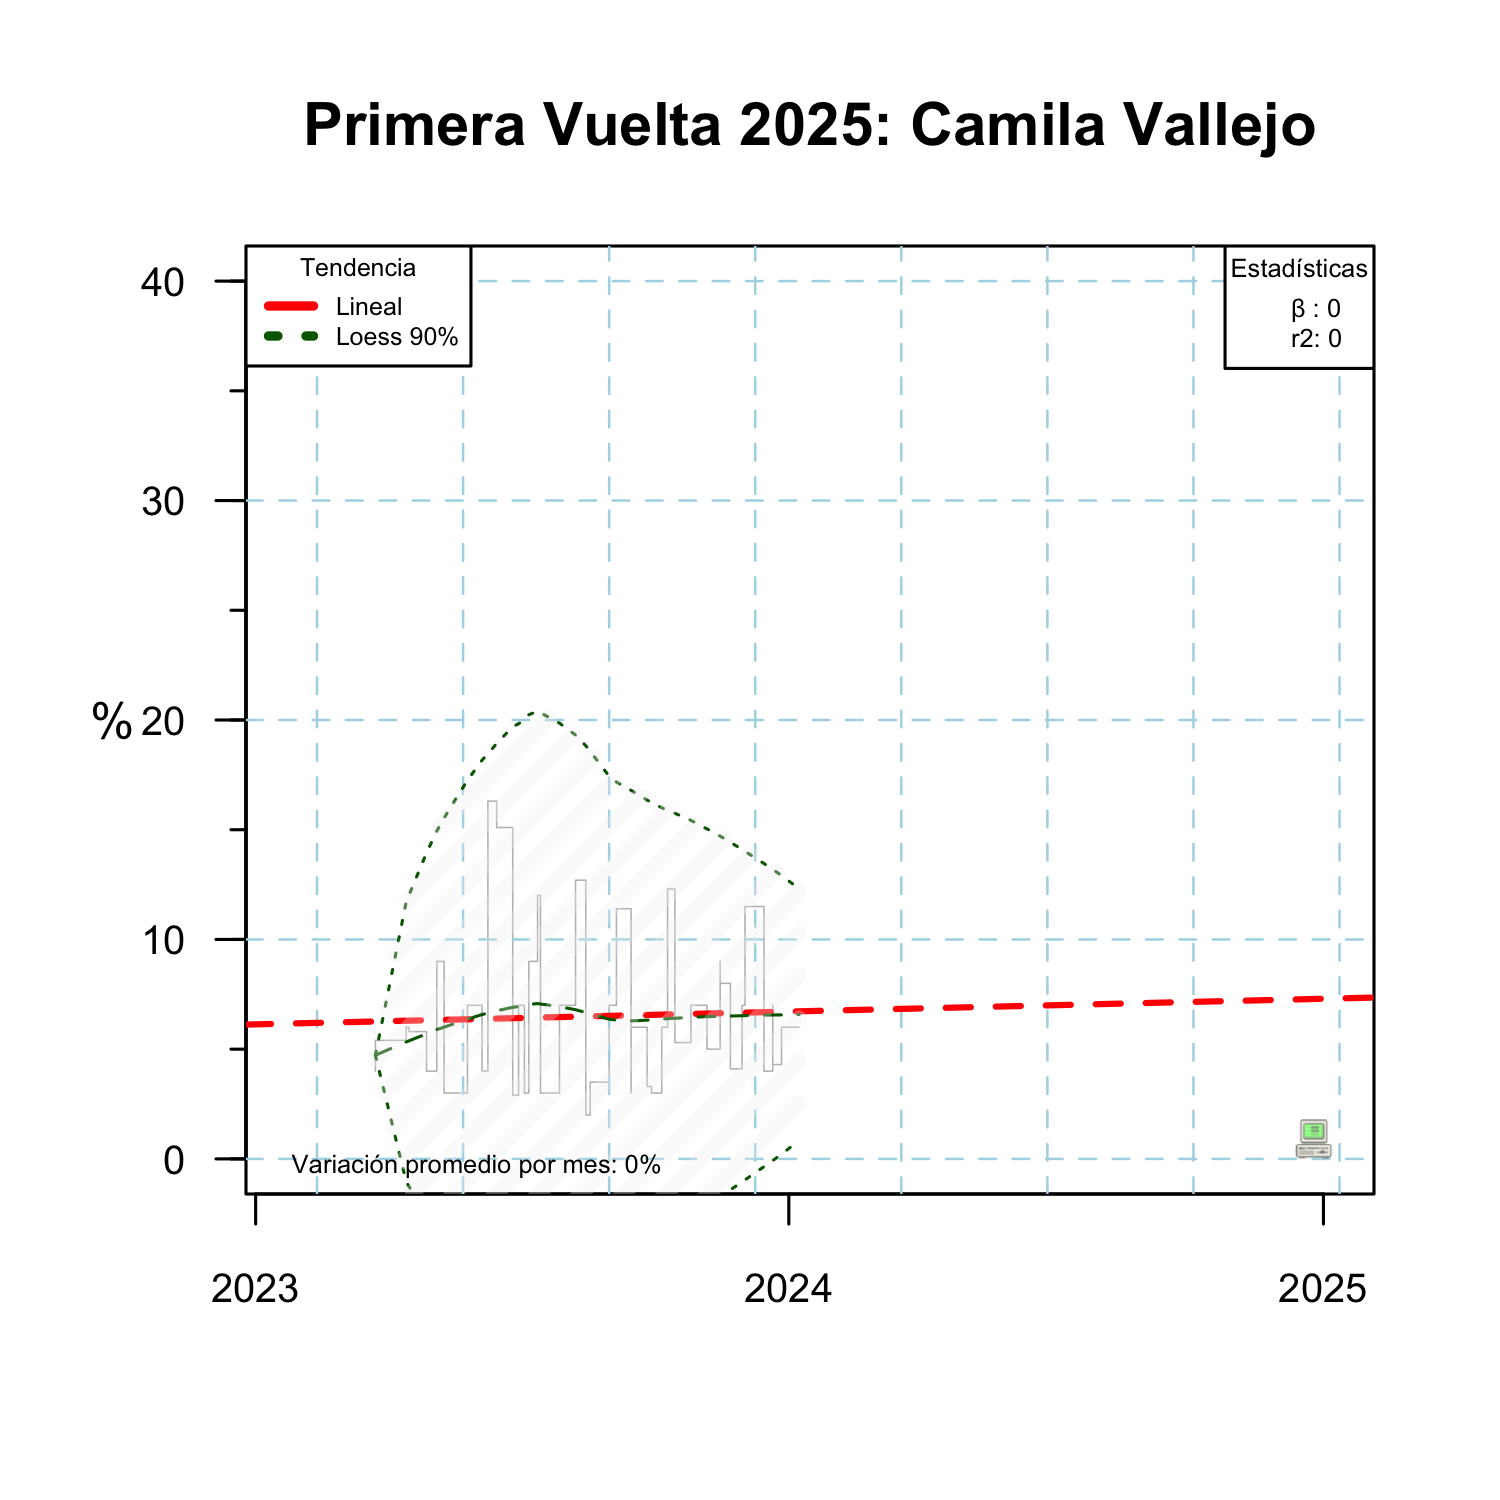 Primera Vuelta 2025: Camila Vallejo
Tendencia
Lineal
Loess 90%
Estadísticas
β : 0
r2: 0
40
30
%
20
10
0
Variación promedio por mes: 0%
2023
2024
2025